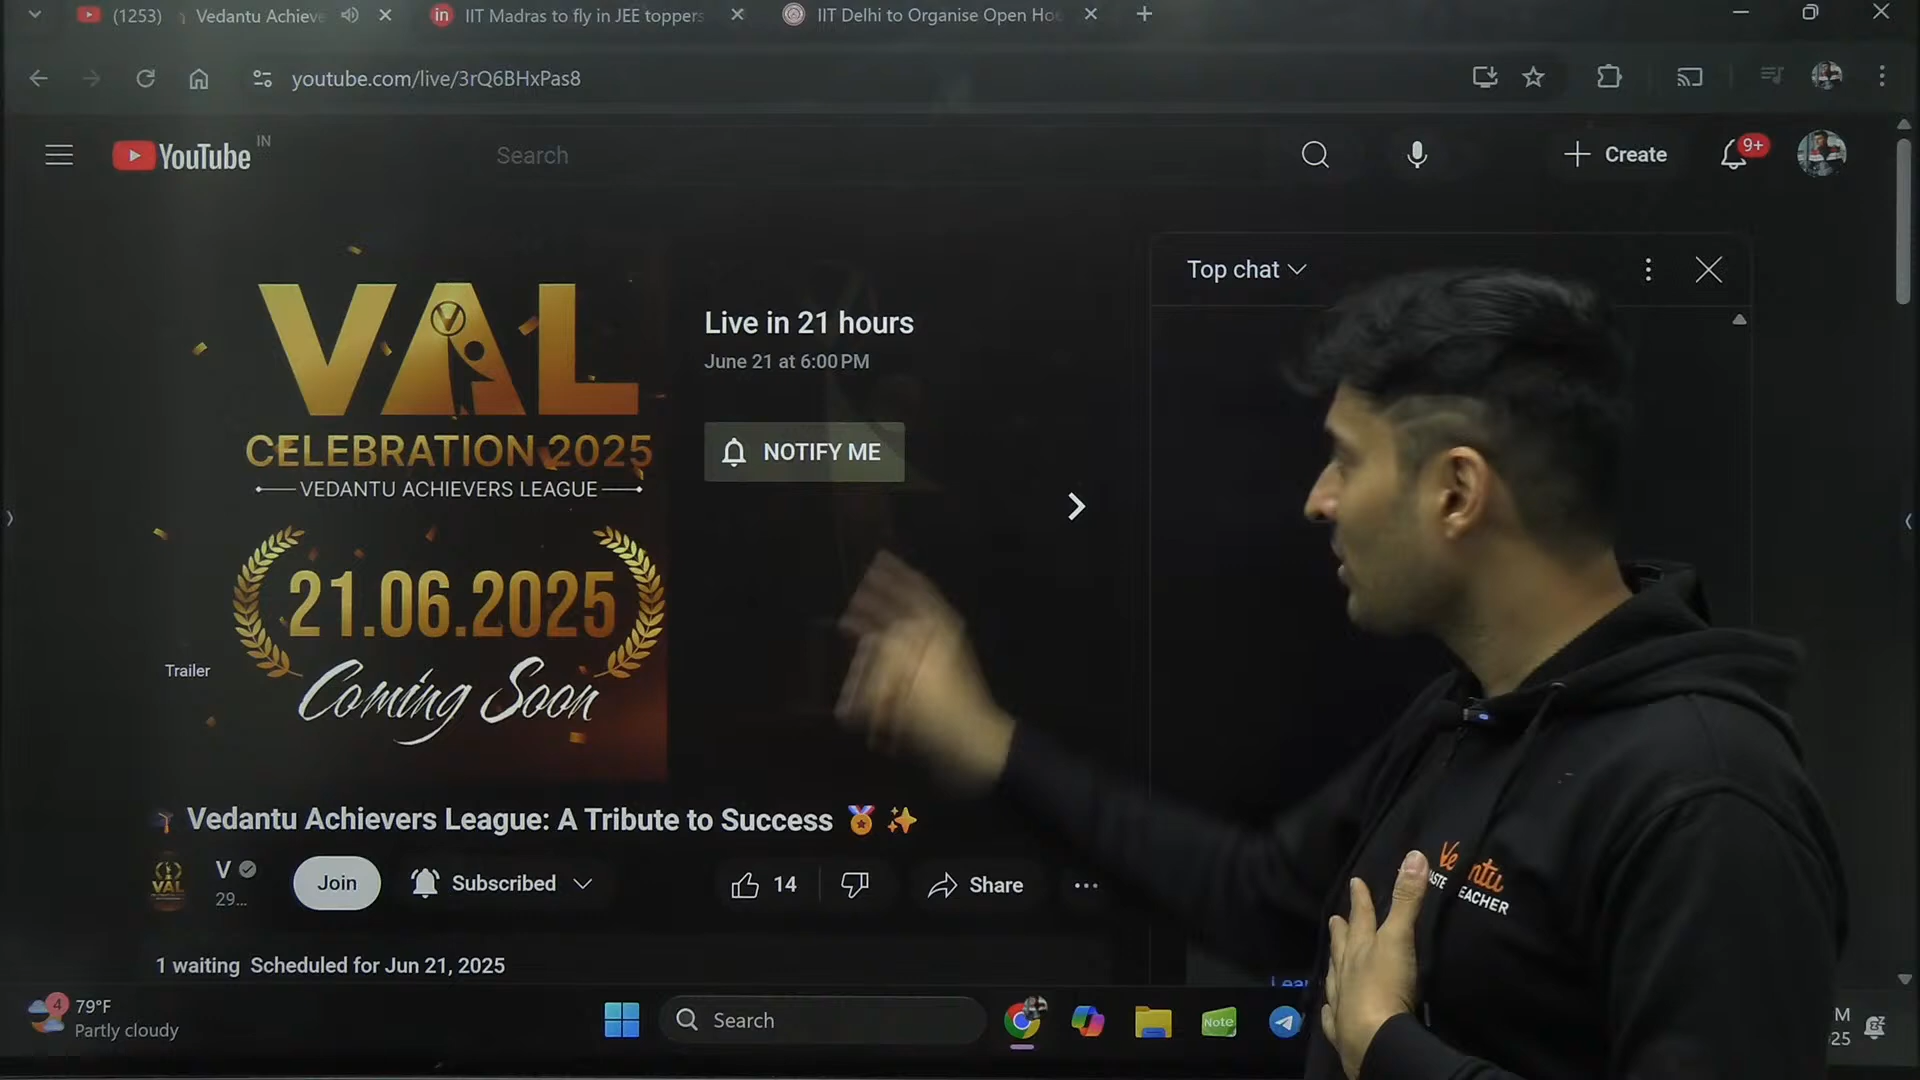 (1253)
Vedantu Achieve
IIT Madras to fly in JEE toppers
IIT Delhi to Organise Open Ho
youtube.com/live/3rQ6BHxPas8
YouTube
IN
Search
Create
9+
VAL
CELEBRATION 2025
VEDANTU ACHIEVERS LEAGUE
21.06.2025
Coming Soon
Trailer
Live in 21 hours
June 21 at 6:00 PM
NOTIFY ME
Top chat
Vedantu Achievers League: A Tribute to Success
VAL
V
29...
Join
Subscribed
14
Share
1 waiting Scheduled for Jun 21, 2025
4
79°F
Partly cloudy
Search
Note